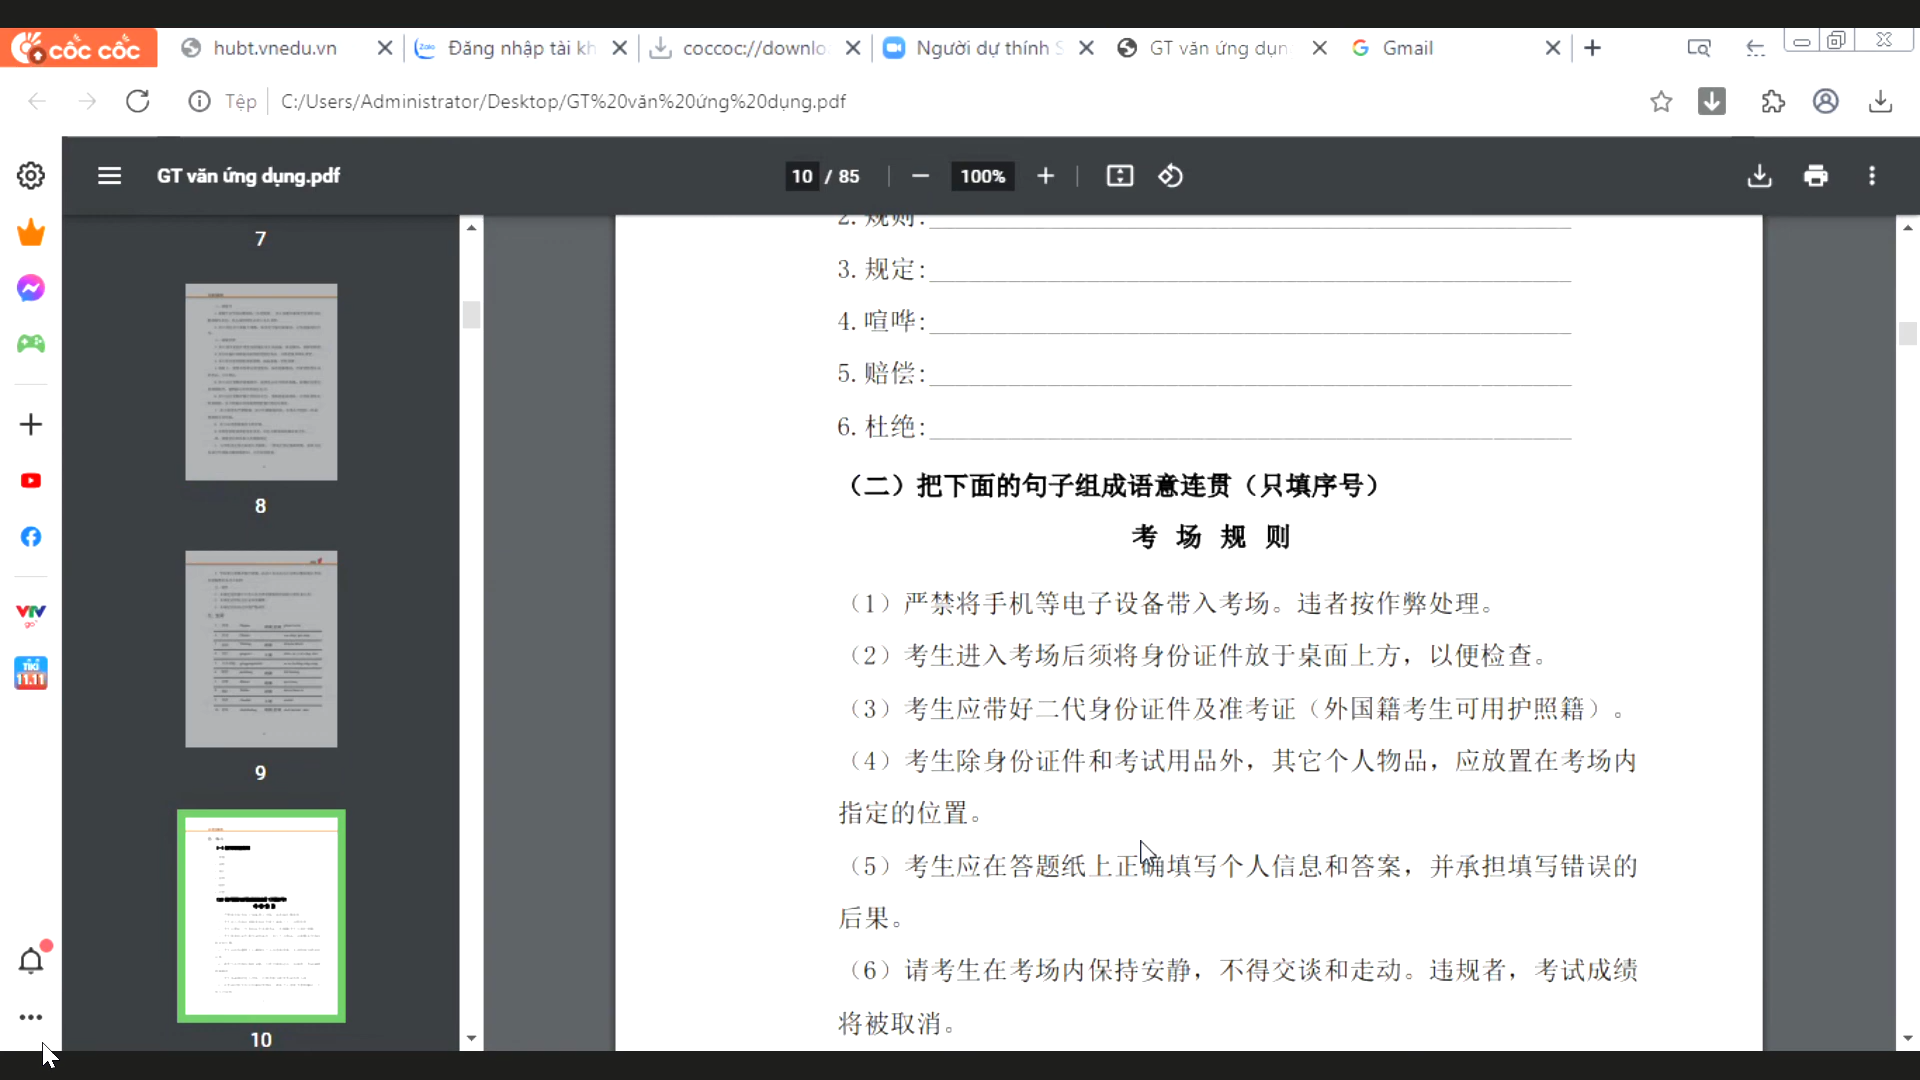 cốc cốc
hubt.vnedu.vn
Đăng nhập tài kh
coccoc://downlo
Người dự thính S
GT văn ứng dụn
Gmail
Tệp
C:/Users/Administrator/Desktop/GT%20văn%20ứng%20dụng.pdf
GT văn ứng dụng.pdf
10 / 85
100%
7
8
9
10
2. 规则:
3. 规定:
4. 喧哗:
5. 赔偿:
6. 杜绝:
（二）把下面的句子组成语意连贯（只填序号）
考 场 规 则
（1）严禁将手机等电子设备带入考场。违者按作弊处理。
（2）考生进入考场后须将身份证件放于桌面上方，以便检查。
（3）考生应带好二代身份证件及准考证（外国籍考生可用护照籍）。
（4）考生除身份证件和考试用品外，其它个人物品，应放置在考场内
指定的位置。
（5）考生应在答题纸上正确填写个人信息和答案，并承担填写错误的
后果。
（6）请考生在考场内保持安静，不得交谈和走动。违规者，考试成绩
将被取消。
Zalo
VTV
go
TIKI
11.11